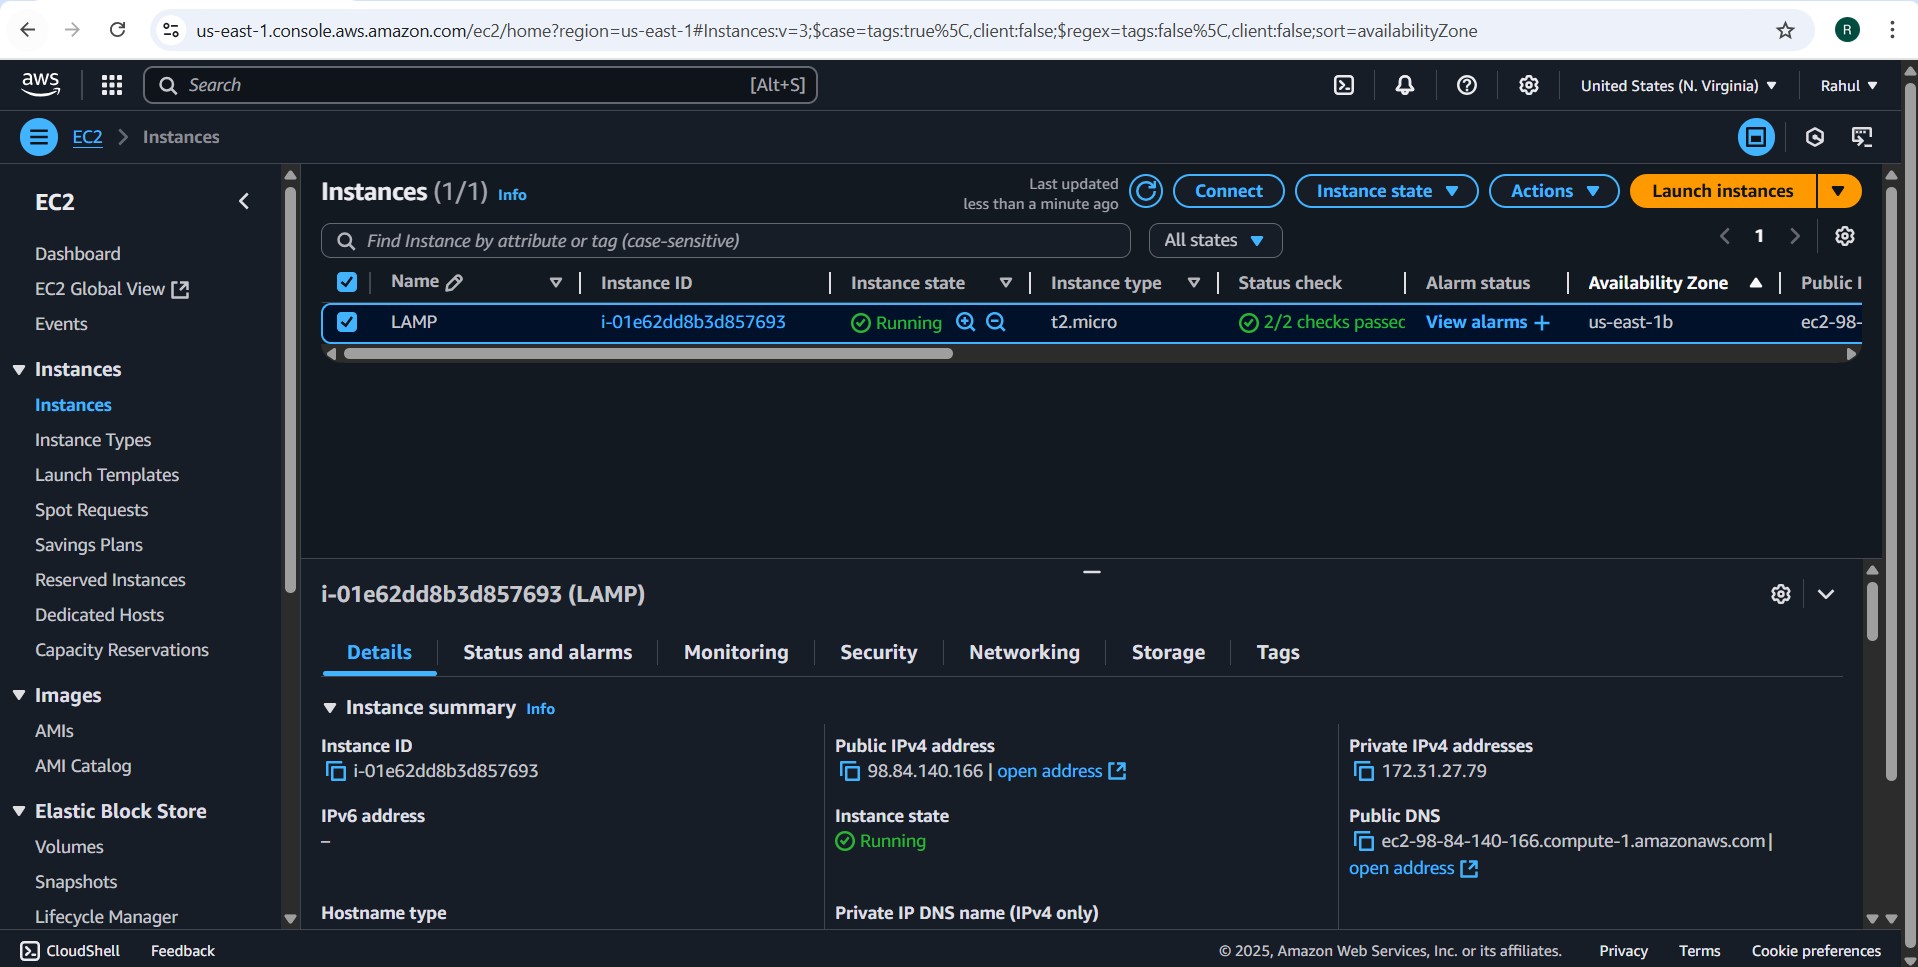 us-east-1.console.aws.amazon.com/ec2/home?region=us-east-1#Instances:v=3;$case=tags:true%5C,client:false;$regex=tags:false%5C,client:false;sort=availabilityZone
R
aws
Search
[Alt+S]
United States (N. Virginia)
Rahul
EC2
Instances
EC2
Dashboard
EC2 Global View
Events
Instances
Instances
Instance Types
Launch Templates
Spot Requests
Savings Plans
Reserved Instances
Dedicated Hosts
Capacity Reservations
Images
AMIs
AMI Catalog
Elastic Block Store
Volumes
Snapshots
Lifecycle Manager
Instances (1/1) Info
Last updated
less than a minute ago
Connect
Instance state
Actions
Launch instances
Find Instance by attribute or tag (case-sensitive)
All states
1
Name Instance ID Instance state Instance type Status check Alarm status Availability Zone Public I
LAMP i-01e62dd8b3d857693 Running t2.micro 2/2 checks passed View alarms + us-east-1b ec2-98-
i-01e62dd8b3d857693 (LAMP)
Details Status and alarms Monitoring Security Networking Storage Tags
Instance summary Info
Instance ID
i-01e62dd8b3d857693
Public IPv4 address
98.84.140.166 | open address
Private IPv4 addresses
172.31.27.79
IPv6 address
–
Instance state
Running
Public DNS
ec2-98-84-140-166.compute-1.amazonaws.com |
open address
Hostname type
Private IP DNS name (IPv4 only)
CloudShell
Feedback
© 2025, Amazon Web Services, Inc. or its affiliates.
Privacy
Terms
Cookie preferences